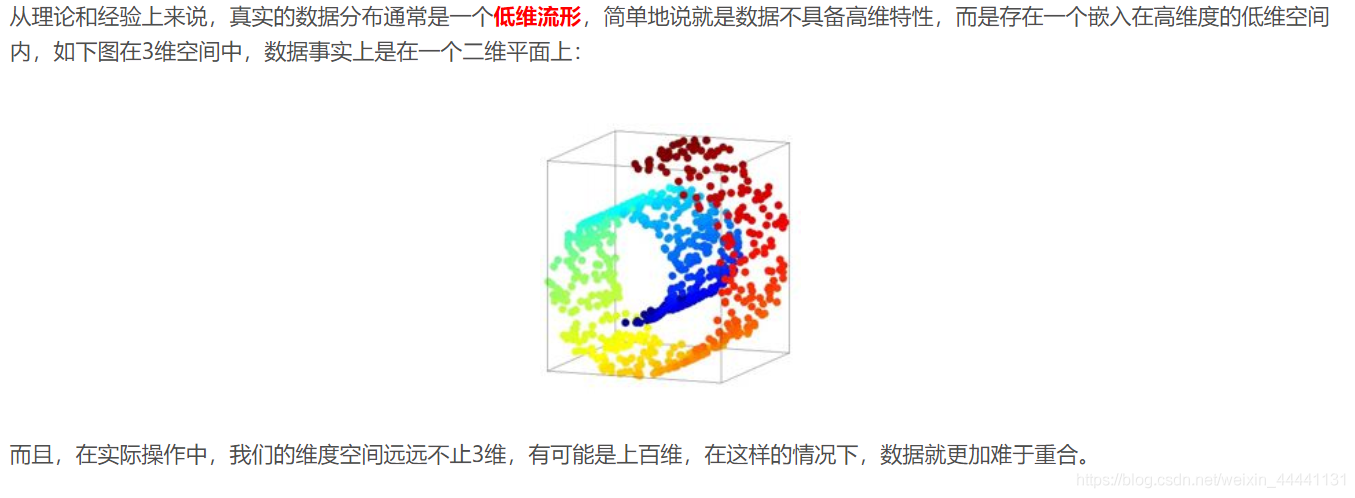 从理论和经验上来说，真实的数据分布通常是一个低维流形，简单地说就是数据不具备高维特性，而是存在一个嵌入在高维度的低维空间
内，如下图在3维空间中，数据事实上是在一个二维平面上：
而且，在实际操作中，我们的维度空间远远不止3维，有可能是上百维，在这样的情况下，数据就更加难于重合。
https://blog.csdn.net/weixin_44441131